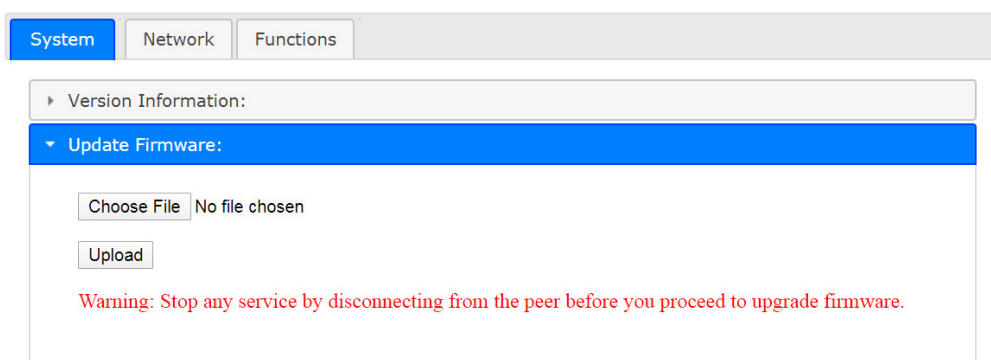 System Network Functions
Version Information:
Update Firmware:
Choose File No file chosen
Upload
Warning: Stop any service by disconnecting from the peer before you proceed to upgrade firmware.